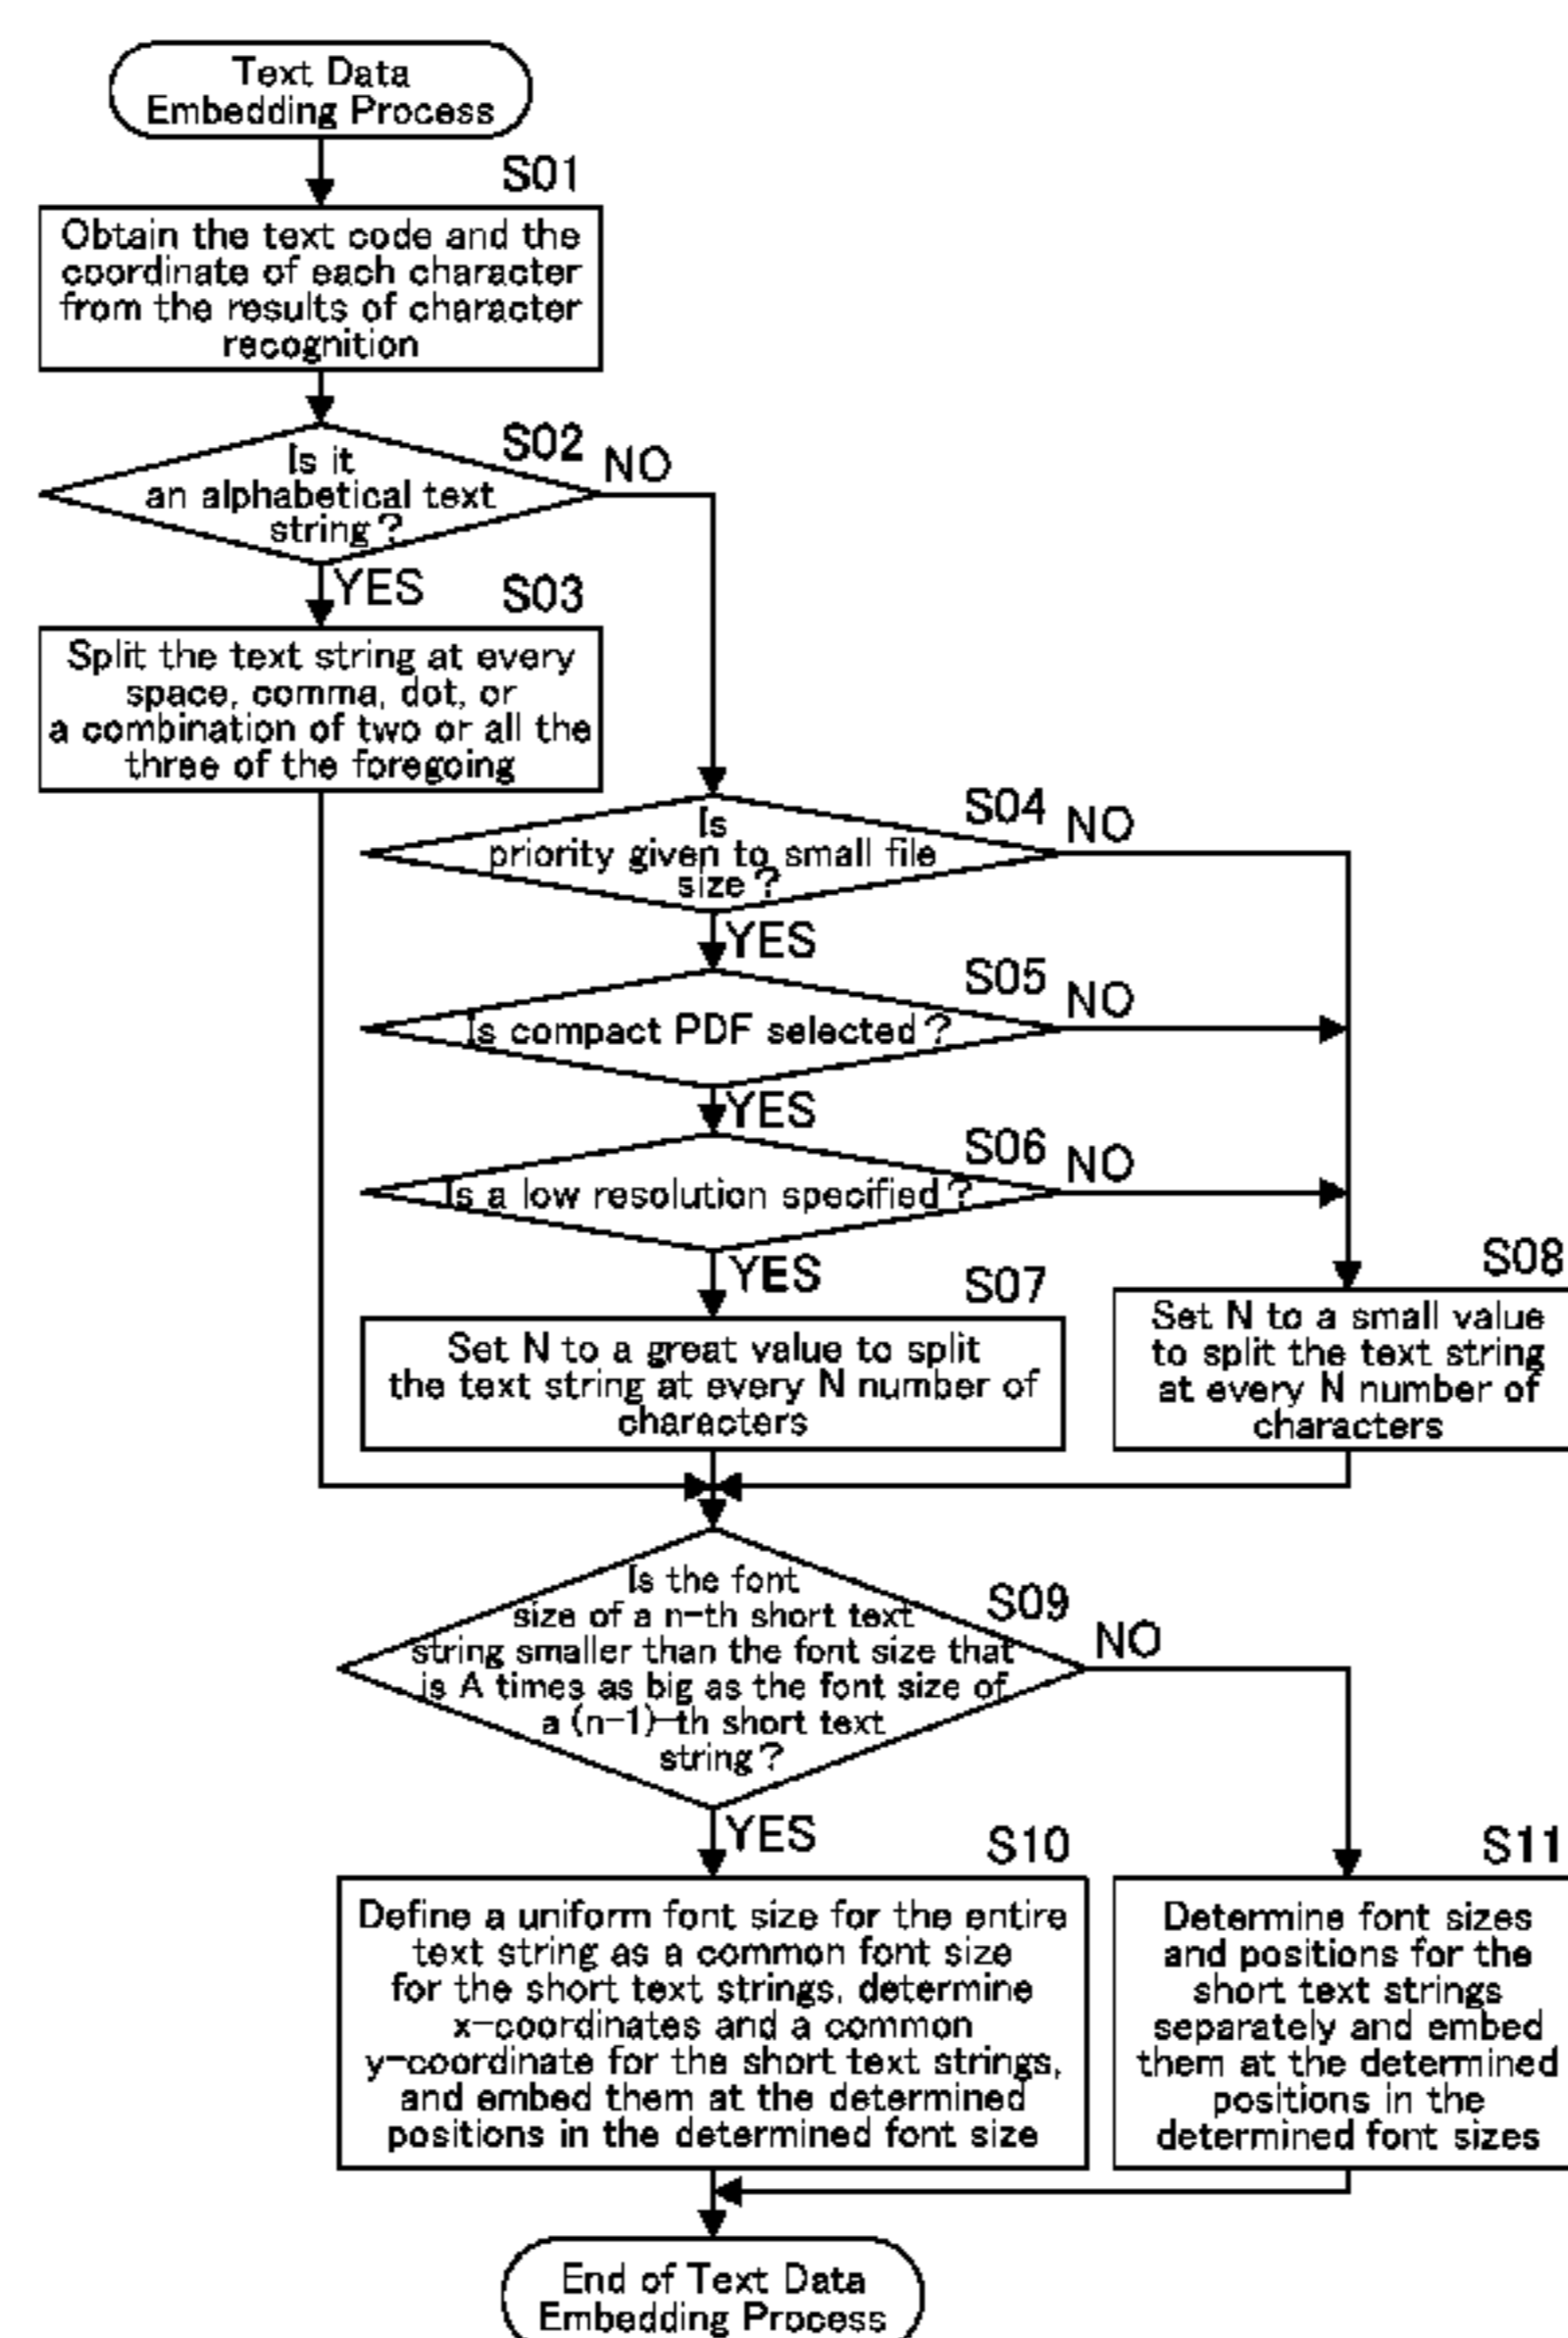 Text Data
Embedding Process
S01
Obtain the text code and the
coordinate of each character
from the results of character
recognition
S02
Is it
an alphabetical text
string?
NO
YES
S03
Split the text string at every
space, comma, dot, or
a combination of two or all the
three of the foregoing
S04
Is
priority given to small file
size?
NO
YES
S05
Is compact PDF selected?
NO
YES
S06
Is a low resolution specified?
NO
YES
S07
Set N to a great value to split
the text string at every N number of
characters
S08
Set N to a small value
to split the text string
at every N number of
characters
S09
Is the font
size of a n-th short text
string smaller than the font size that
is A times as big as the font size of
a (n-1)-th short text
string?
NO
YES
S10
Define a uniform font size for the entire
text string as a common font size
for the short text strings, determine
x-coordinates and a common
y-coordinate for the short text strings,
and embed them at the determined
positions in the determined font size
S11
Determine font sizes
and positions for the
short text strings
separately and embed
them at the determined
positions in the
determined font sizes
End of Text Data
Embedding Process